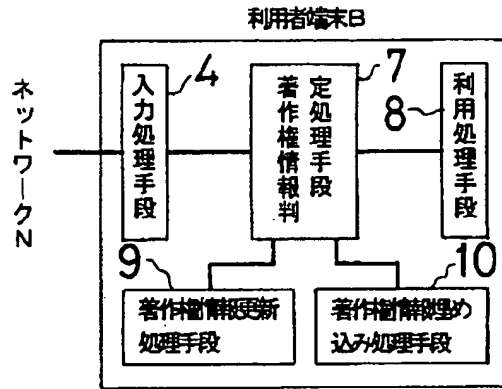 利用者端末B
ネットワークN
入力処理手段
4
著作権情報判
定処理手段
7
利用処理手段
8
9
著作権情報更新
処理手段
10
著作権情報埋め
込み処理手段